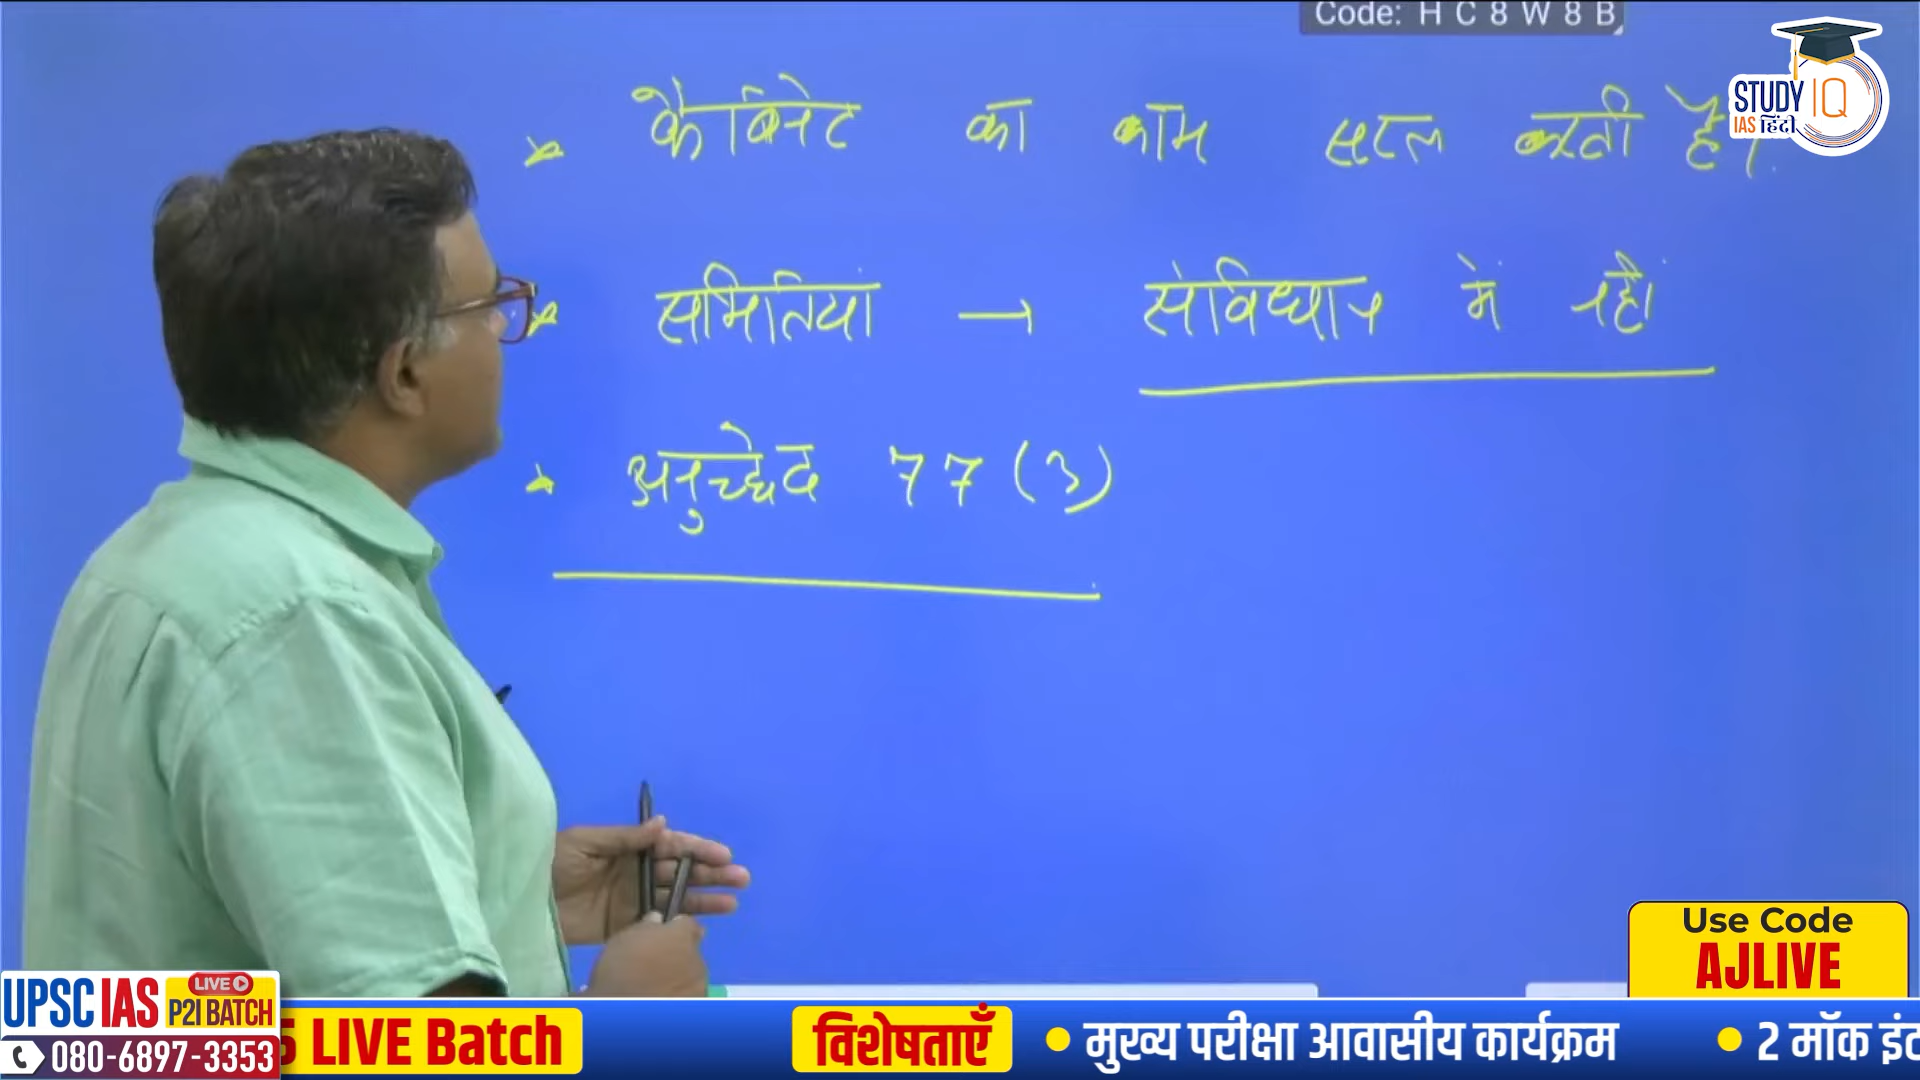 Code: H C 8 W 8 B
STUDY IQ
IAS हिंदी
कैबिनेट का काम सरल करती है।
समितियां → संविधान में नहीं
अनुच्छेद 77 (3)
Use Code
AJLIVE
UPSC IAS LIVE P2I BATCH
080-6897-3353
5 LIVE Batch विशेषताएँ • मुख्य परीक्षा आवासीय कार्यक्रम • 2 मॉक इंट